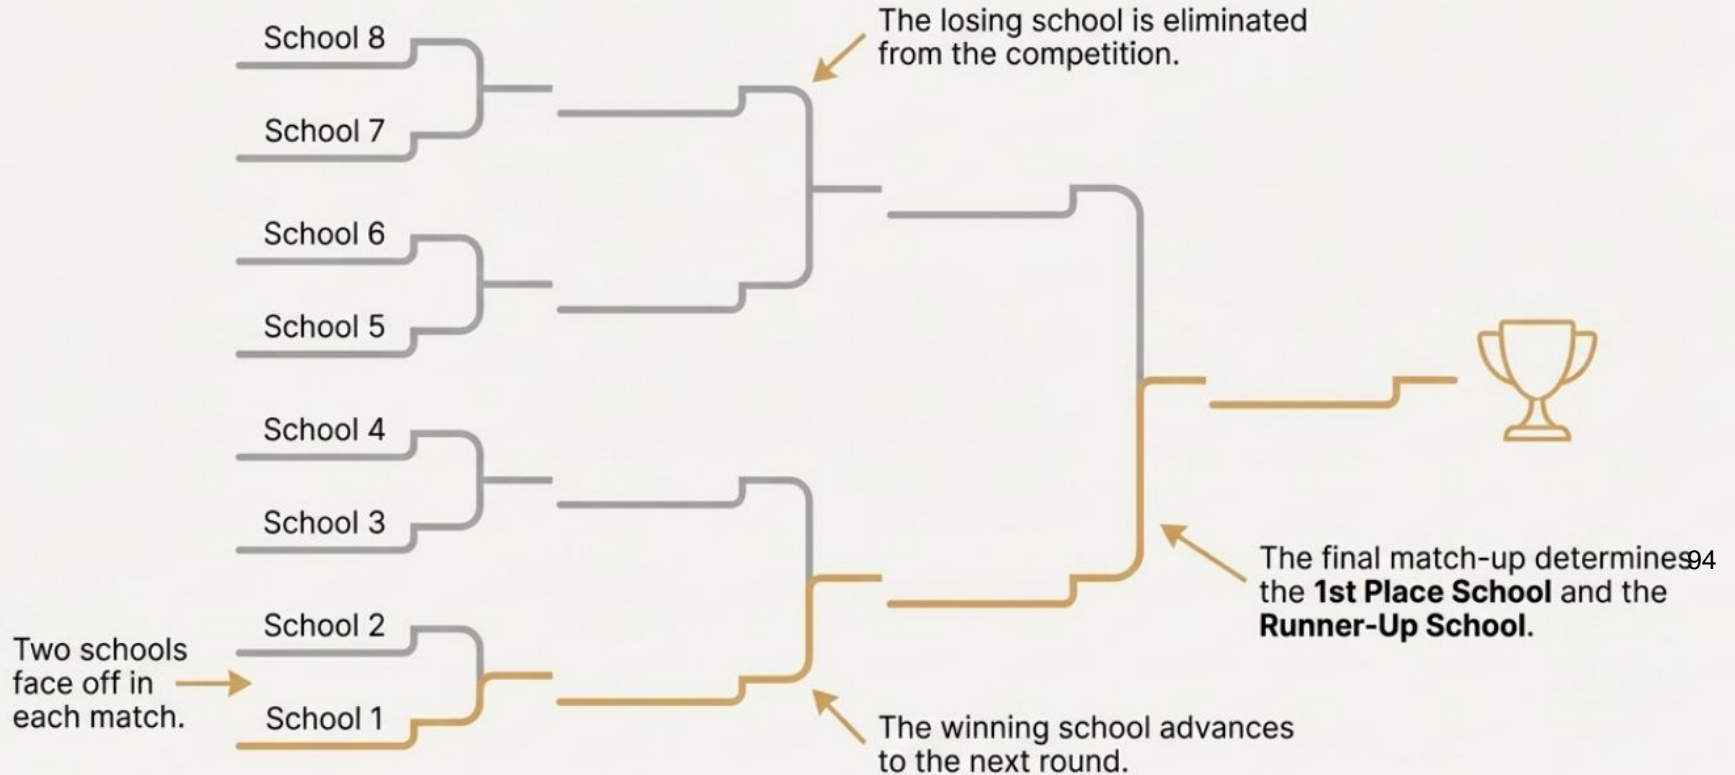 The losing school is eliminated
from the competition.
School 8
School 7
School 6
School 5
School 4
School 3
School 2
School 1
Two schools
face off in
each match.
The final match-up determines
94
the 1st Place School and the
Runner-Up School.
The winning school advances
to the next round.